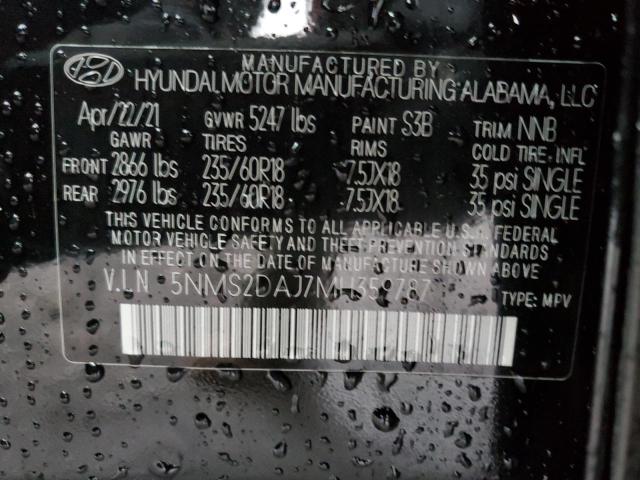 MANUFACTURED BY
HYUNDAI MOTOR MANUFACTURING ALABAMA, LLC
Apr/22/21 GVWR 5247 lbs PAINT S3B TRIM NNB
GAWR TIRES RIMS COLD TIRE. INFL
FRONT 2866 lbs 235/60R18 7.5JX18 35 psi SINGLE
REAR 2976 lbs 235/60R18 7.5JX18 35 psi SINGLE
THIS VEHICLE CONFORMS TO ALL APPLICABLE U.S. FEDERAL
MOTOR VEHICLE SAFETY AND THEFT PREVENTION STANDARDS
IN EFFECT ON THE DATE OF MANUFACTURE SHOWN ABOVE.
V.I.N 5NMS2DAJ7MH359787 TYPE: MPV